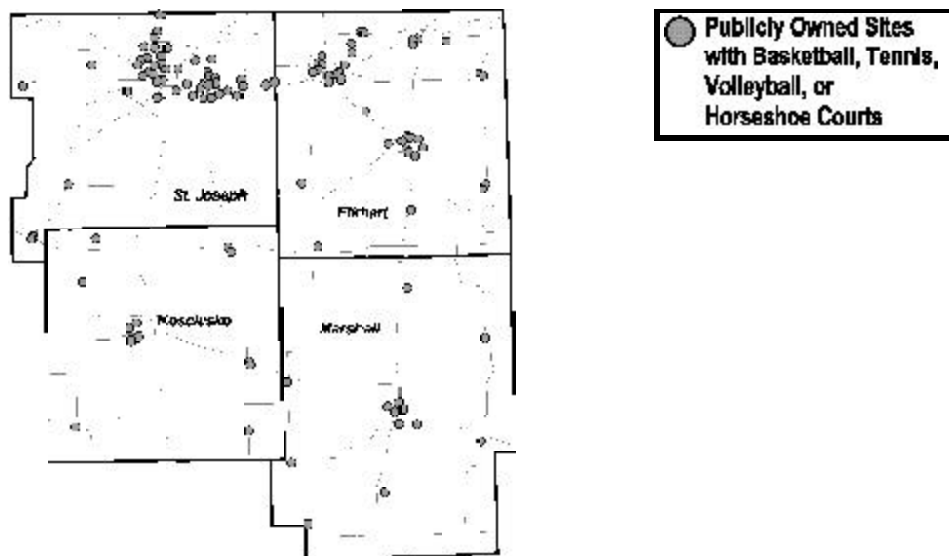 Publicly Owned Sites
with Basketball, Tennis,
Volleyball, or
Horseshoe Courts
St. Joseph
Elkhart
Kosciusko
Marshall